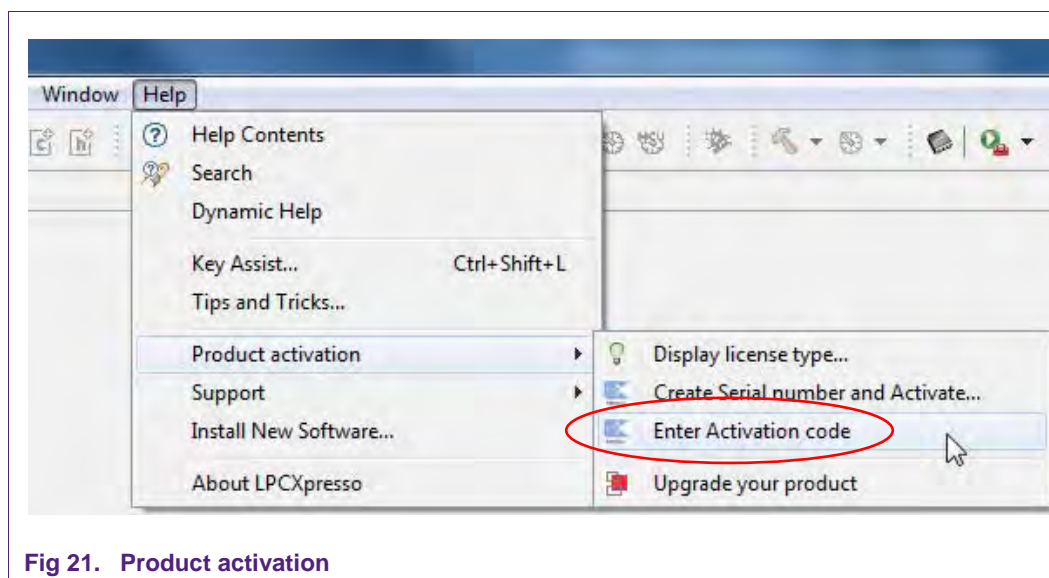 Window Help
Help Contents
Search
Dynamic Help
Key Assist... Ctrl+Shift+L
Tips and Tricks...
Product activation
Support
Install New Software...
About LPCXpresso
Display license type...
Create Serial number and Activate...
Enter Activation code
Upgrade your product
Fig 21. Product activation